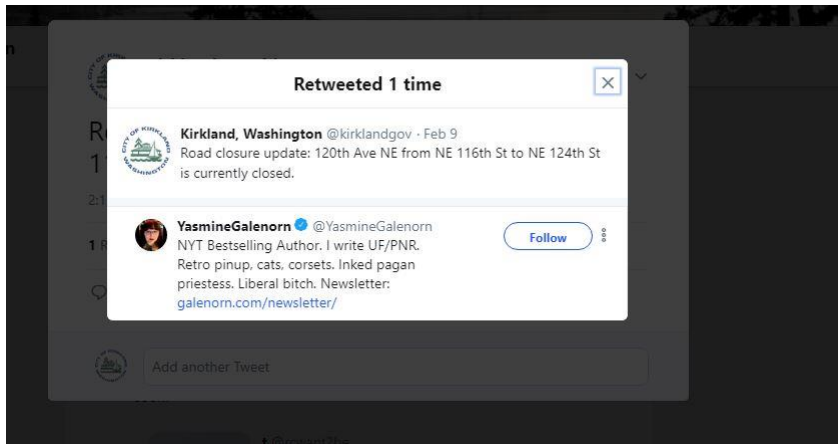 Retweeted 1 time
Kirkland, Washington @kirklandgov · Feb 9
Road closure update: 120th Ave NE from NE 116th St to NE 124th St
is currently closed.
YasmineGalenorn @YasmineGalenorn
Follow
NYT Bestselling Author. I write UF/PNR.
Retro pinup, cats, corsets. Inked pagan
priestess. Liberal bitch. Newsletter:
galenorn.com/newsletter/
Add another Tweet